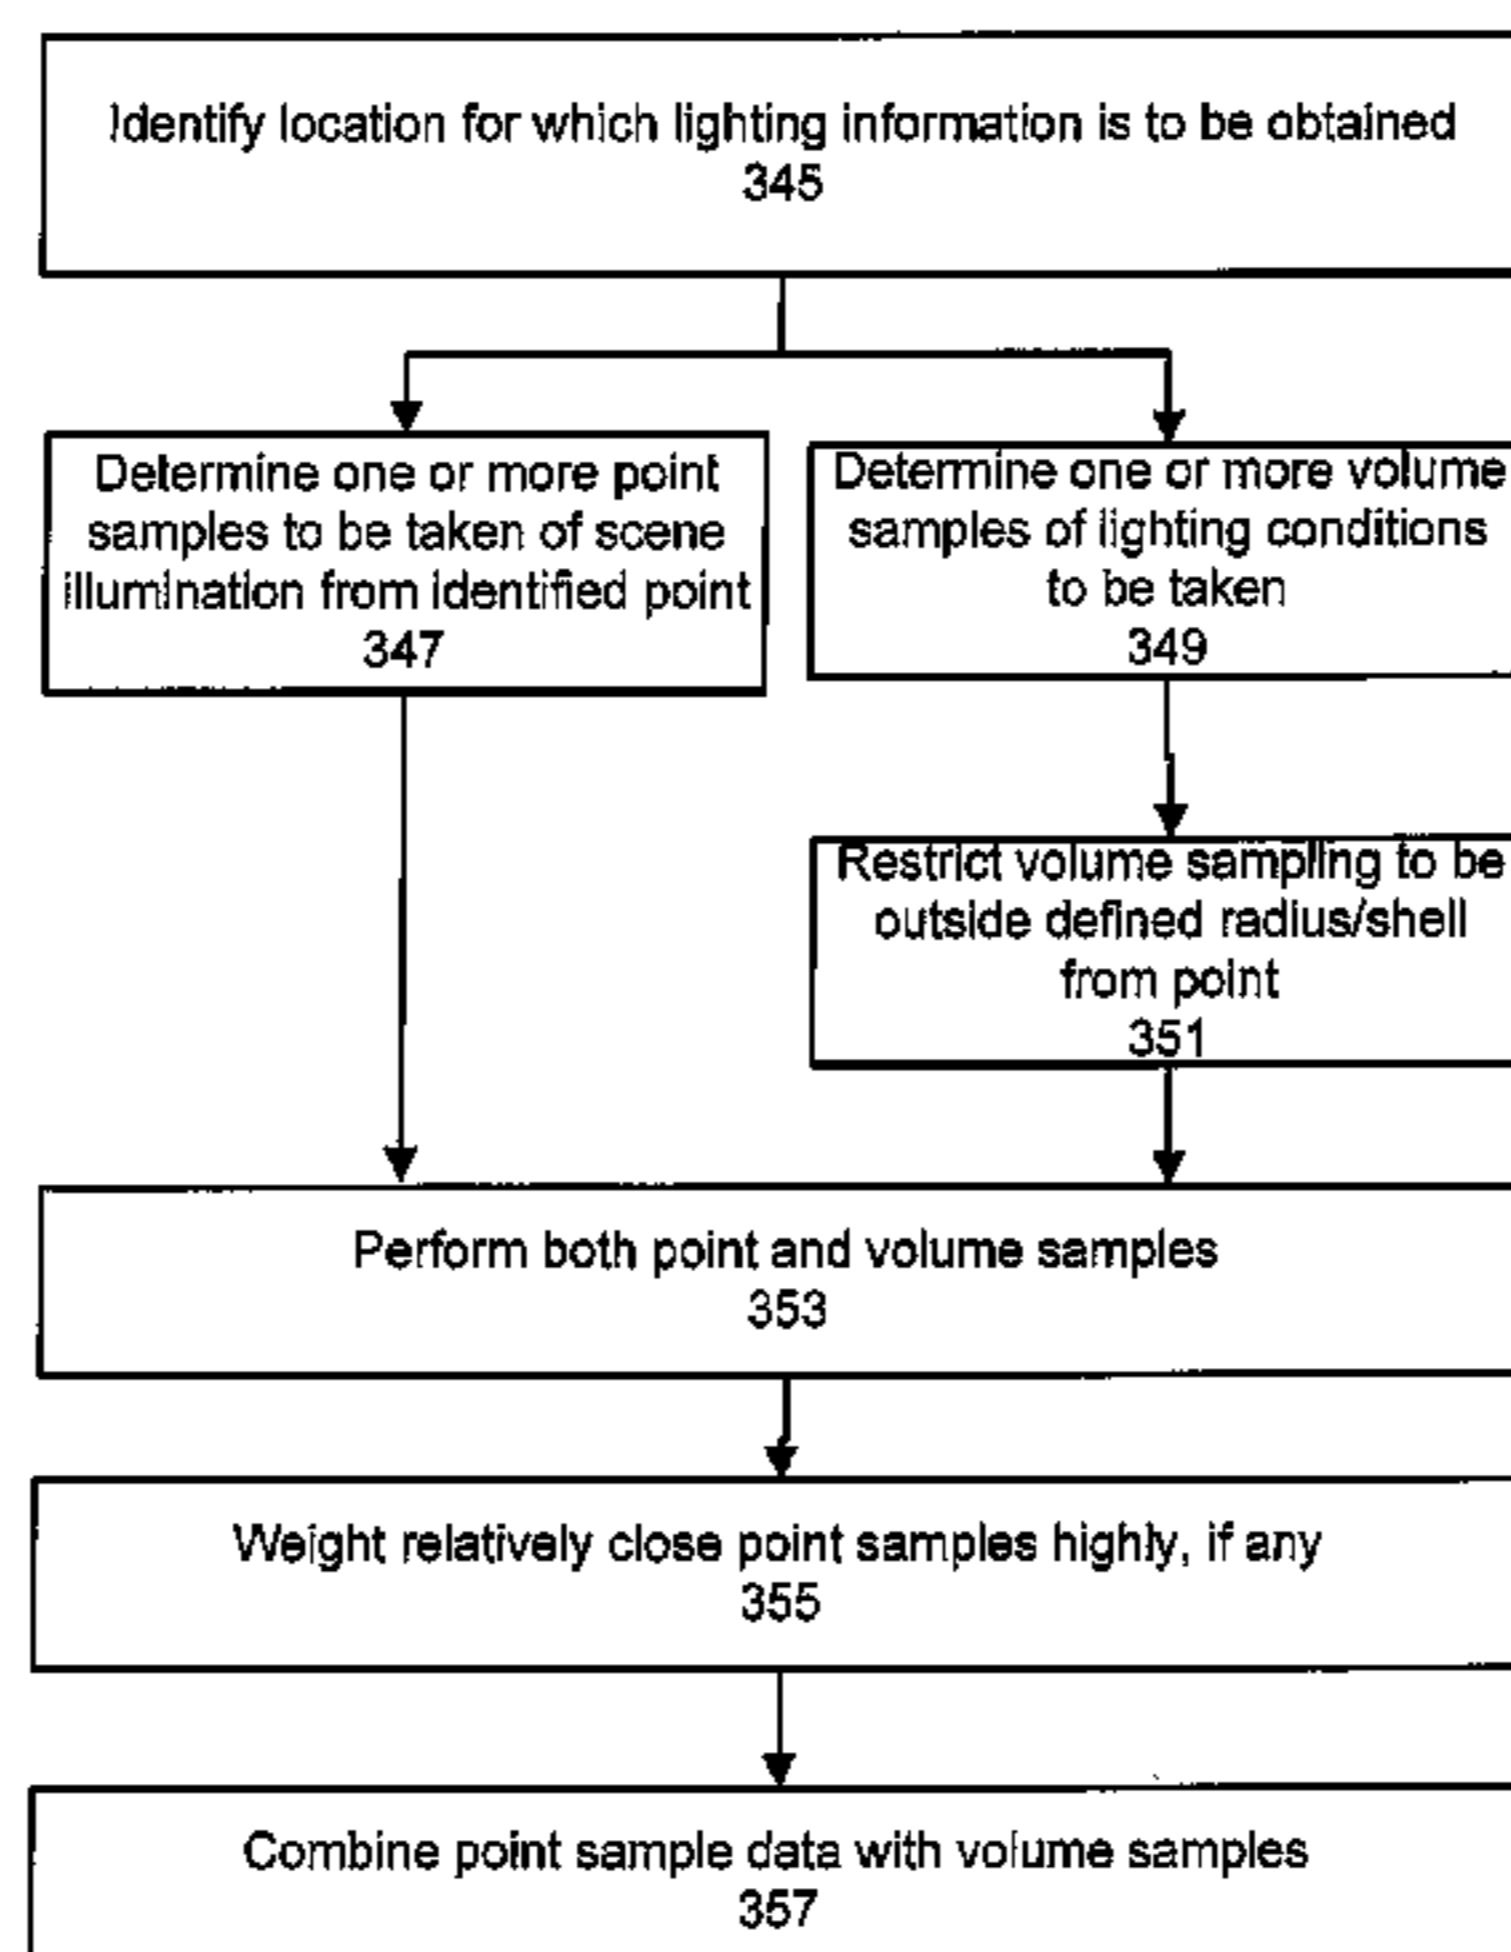 Identify location for which lighting information is to be obtained
345
Determine one or more point
samples to be taken of scene
illumination from identified point
347
Determine one or more volume
samples of lighting conditions
to be taken
349
Restrict volume sampling to be
outside defined radius/shell
from point
351
Perform both point and volume samples
353
Weight relatively close point samples highly, if any
355
Combine point sample data with volume samples
357